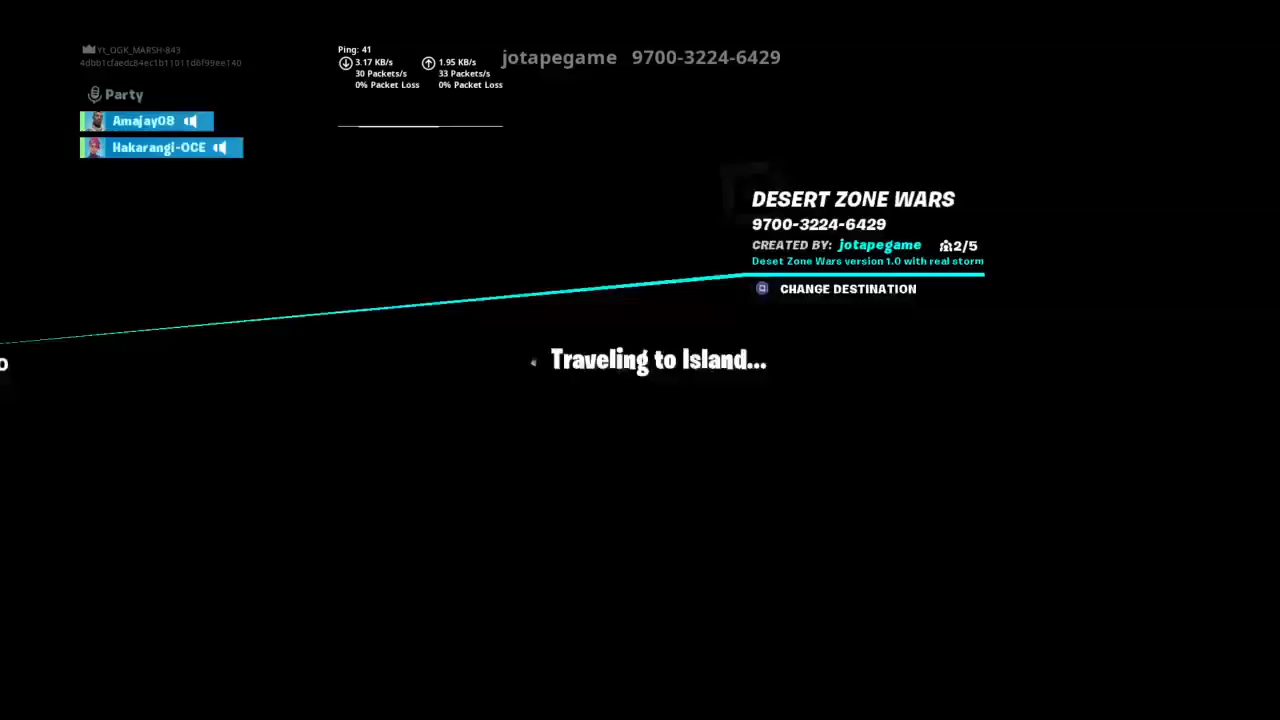 Yt_OGK_MARSH-843
4dbb1cfaedc84ec1b11011d6f99ee140
Party
Amajay08
Hakarangi-OCE
Ping: 41
3.17 KB/s 1.95 KB/s
30 Packets/s 33 Packets/s
0% Packet Loss 0% Packet Loss
jotapegame 9700-3224-6429
DESERT ZONE WARS
9700-3224-6429
CREATED BY: jotapegame 2/5
Deset Zone Wars version 1.0 with real storm
CHANGE DESTINATION
Traveling to Island...